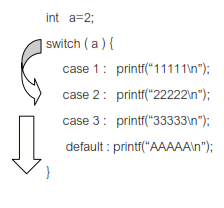 int a=2;
switch ( a ) {
case 1 : printf(“11111\n”);
case 2 : printf(“22222\n”);
case 3 : printf(“33333\n”);
default : printf(“AAAAA\n”);
}